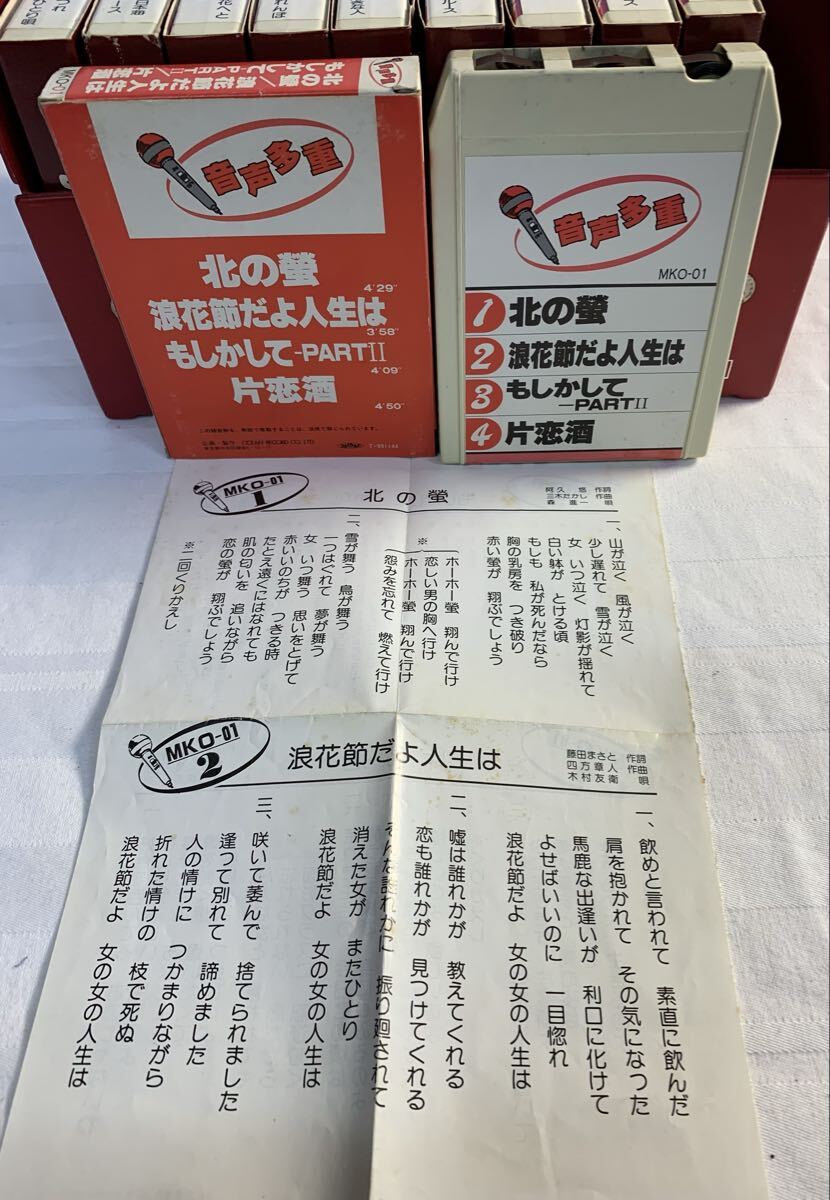 MKO-01
北の螢/浪花節だよ人生は
もしかして-PARTⅡ/片恋酒
音声多重
北の螢
4'29"
浪花節だよ人生は
3'58"
もしかして-PARTⅡ
4'09"
片恋酒
4'50"
音声多重
MKO-01
1 北の螢
2 浪花節だよ人生は
3 もしかして
-PARTⅡ
4 片恋酒
MKO-01
1
北の螢
阿久悠 作詞
三木たかし 作曲
森進一 唄
一、山が泣く 風が泣く
少し遅れて 雪が泣く
女 いつ泣く 灯影が揺れて
白い躰が とける頃
もしも 私が死んだなら
胸の乳房を つき破り
赤い螢が 翔ぶでしょう
※
ホーホー螢 翔んで行け
恋しい男の胸へ行け
ホーホー螢 翔んで行け
怨みを忘れて 燃えて行け
二、雪が舞う 鳥が舞う
一つはぐれて 夢が舞う
女 いつ舞う 思いをとげて
赤いいのちが つきる時
たとえ遠くにはなれても
肌の匂いを 追いながら
恋の螢が 翔ぶでしょう
※二回くりかえし
MKO-01
2
浪花節だよ人生は
藤田まさと 作詞
四方章人 作曲
木村友衛 唄
一、飲めと言われて 素直に飲んだ
肩を抱かれて その気になった
馬鹿な出逢いが 利口に化けて
よせばいいのに 一目惚れ
浪花節だよ 女の女の人生は
二、嘘は誰れかが 教えてくれる
恋も誰れかが 見つけてくれる
そんな誰れかに 振り廻されて
消えた女が またひとり
浪花節だよ 女の女の人生は
三、咲いて萎んで 捨てられました
逢って別れて 諦めました
人の情けに つかまりながら
折れた情けの 枝で死ぬ
浪花節だよ 女の女の人生は